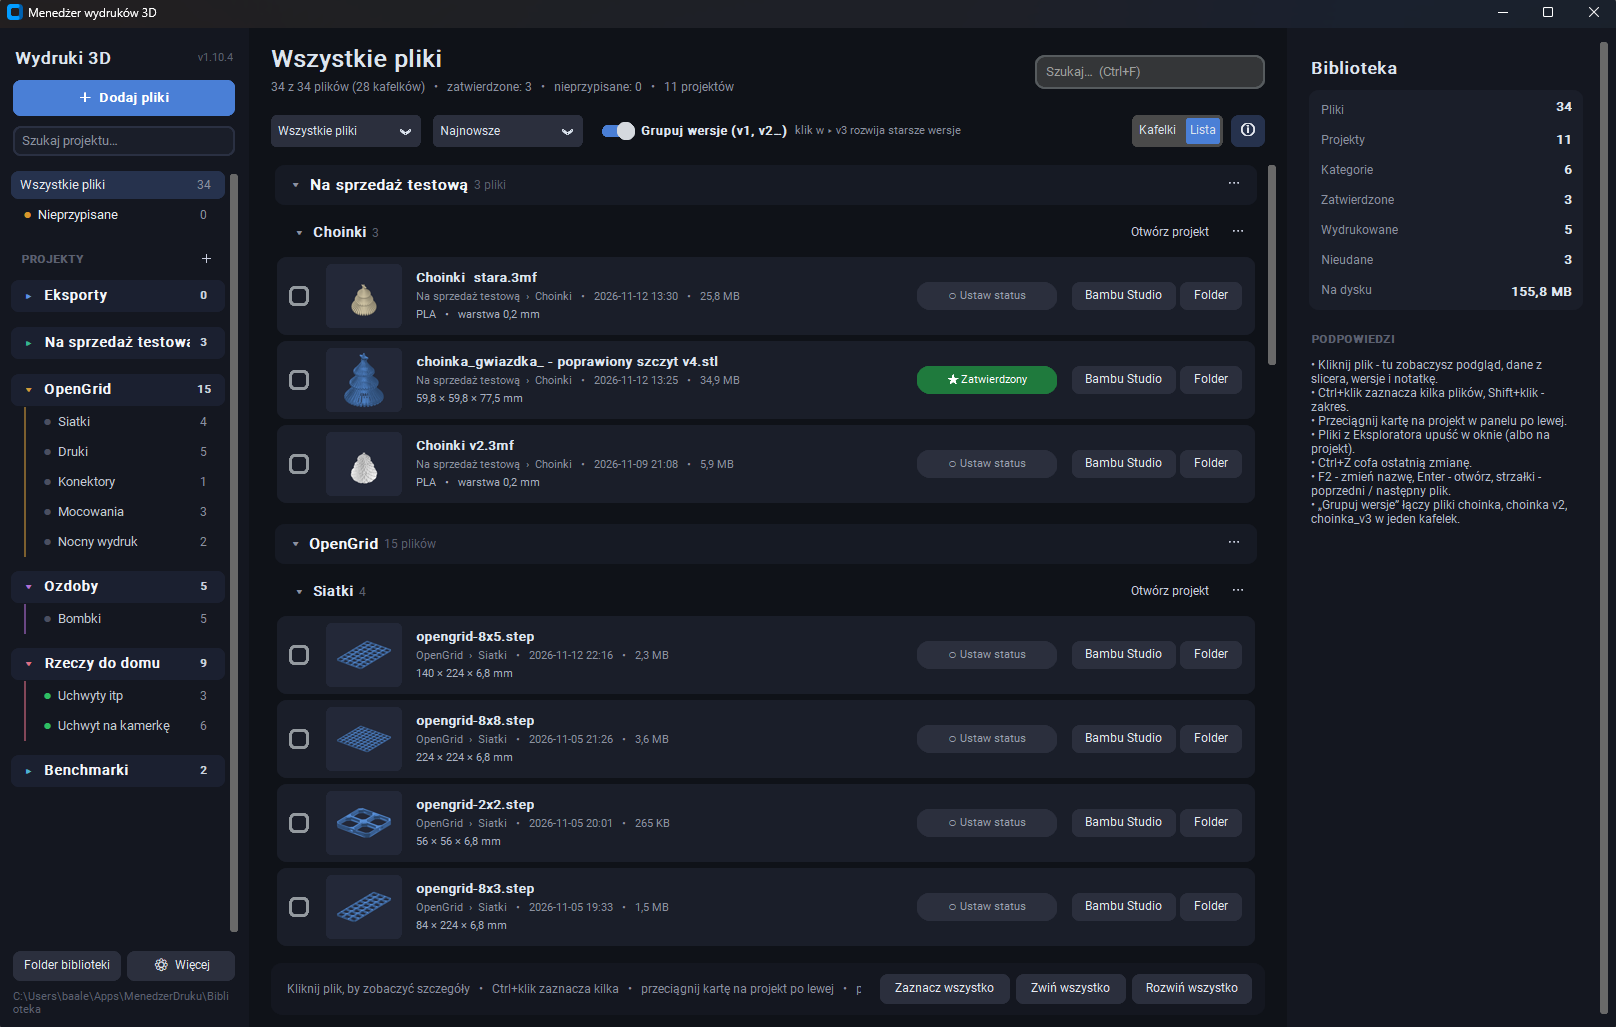 Menedżer wydruków 3D
Wydruki 3D
v1.10.4
+ Dodaj pliki
Szukaj projektu...
Wszystkie pliki 34
Nieprzypisane 0
PROJEKTY +
Eksporty 0
Na sprzedaż testowa 3
OpenGrid 15
Siatki 4
Druki 5
Konektory 1
Mocowania 3
Nocny wydruk 2
Ozdoby 5
Bombki 5
Rzeczy do domu 9
Uchwyty itp 3
Uchwyt na kamerkę 6
Benchmarki 2
Folder biblioteki
Więcej
C:\Users\baale\Apps\MenedzerDruku\Bibli
oteka
Wszystkie pliki
34 z 34 plików (28 kafelków) • zatwierdzone: 3 • nieprzypisane: 0 • 11 projektów
Szukaj... (Ctrl+F)
Wszystkie pliki
Najnowsze
Grupuj wersje (v1, v2_)
klik w ▸ v3 rozwija starsze wersje
Kafelki
Lista
Na sprzedaż testową 3 pliki ...
Choinki 3
Otwórz projekt ...
Choinki stara.3mf
Na sprzedaż testową › Choinki • 2026-11-12 13:30 • 25,8 MB
PLA • warstwa 0,2 mm
○ Ustaw status
Bambu Studio
Folder
choinka_gwiazdka_ - poprawiony szczyt v4.stl
Na sprzedaż testową › Choinki • 2026-11-12 13:25 • 34,9 MB
59,8 × 59,8 × 77,5 mm
★ Zatwierdzony
Bambu Studio
Folder
Choinki v2.3mf
Na sprzedaż testową › Choinki • 2026-11-09 21:08 • 5,9 MB
PLA • warstwa 0,2 mm
○ Ustaw status
Bambu Studio
Folder
OpenGrid 15 plików ...
Siatki 4
Otwórz projekt ...
opengrid-8x5.step
OpenGrid › Siatki • 2026-11-12 22:16 • 2,3 MB
140 × 224 × 6,8 mm
○ Ustaw status
Bambu Studio
Folder
opengrid-8x8.step
OpenGrid › Siatki • 2026-11-05 21:26 • 3,6 MB
224 × 224 × 6,8 mm
○ Ustaw status
Bambu Studio
Folder
opengrid-2x2.step
OpenGrid › Siatki • 2026-11-05 20:01 • 265 KB
56 × 56 × 6,8 mm
○ Ustaw status
Bambu Studio
Folder
opengrid-8x3.step
OpenGrid › Siatki • 2026-11-05 19:33 • 1,5 MB
84 × 224 × 6,8 mm
○ Ustaw status
Bambu Studio
Folder
Kliknij plik, by zobaczyć szczegóły • Ctrl+klik zaznacza kilka • przeciągnij kartę na projekt po lewej • p
Zaznacz wszystko
Zwiń wszystko
Rozwiń wszystko
Biblioteka
Pliki 34
Projekty 11
Kategorie 6
Zatwierdzone 3
Wydrukowane 5
Nieudane 3
Na dysku 155,8 MB
PODPOWIEDZI
• Kliknij plik - tu zobaczysz podgląd, dane z
slicera, wersje i notatkę.
• Ctrl+klik zaznacza kilka plików, Shift+klik -
zakres.
• Przeciągnij kartę na projekt w panelu po lewej.
• Pliki z Eksploratora upuść w oknie (albo na
projekt).
• Ctrl+Z cofa ostatnią zmianę.
• F2 - zmień nazwę, Enter - otwórz, strzałki -
poprzedni / następny plik.
• „Grupuj wersje” łączy pliki choinka, choinka v2,
choinka_v3 w jeden kafelek.